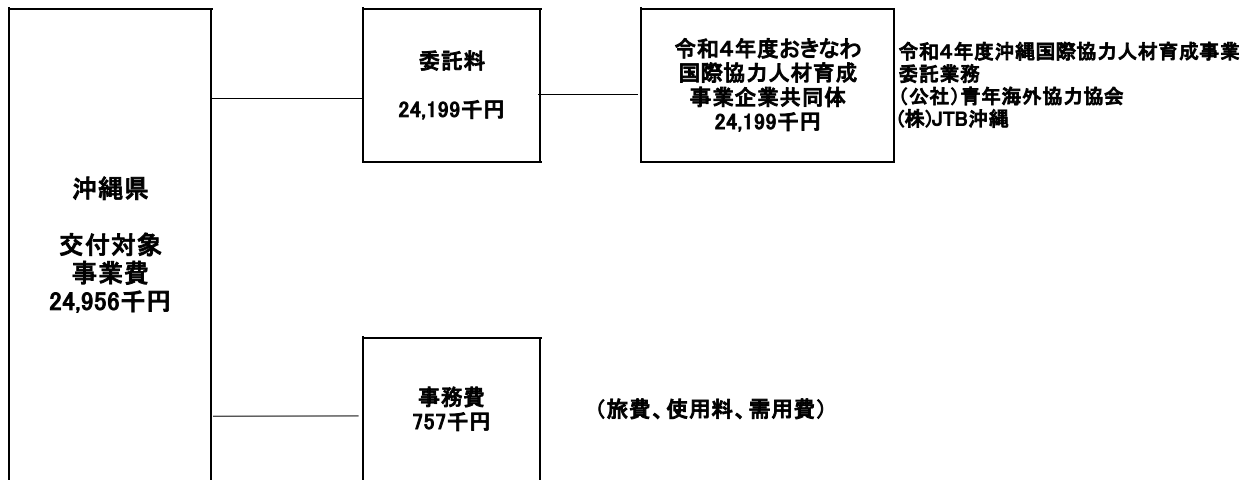 沖縄県
交付対象
事業費
24,956千円
委託料
24,199千円
令和4年度おきなわ
国際協力人材育成
事業企業共同体
24,199千円
令和4年度沖縄国際協力人材育成事業
委託業務
(公社)青年海外協力協会
(株)JTB沖縄
事務費
757千円
(旅費、使用料、需用費)